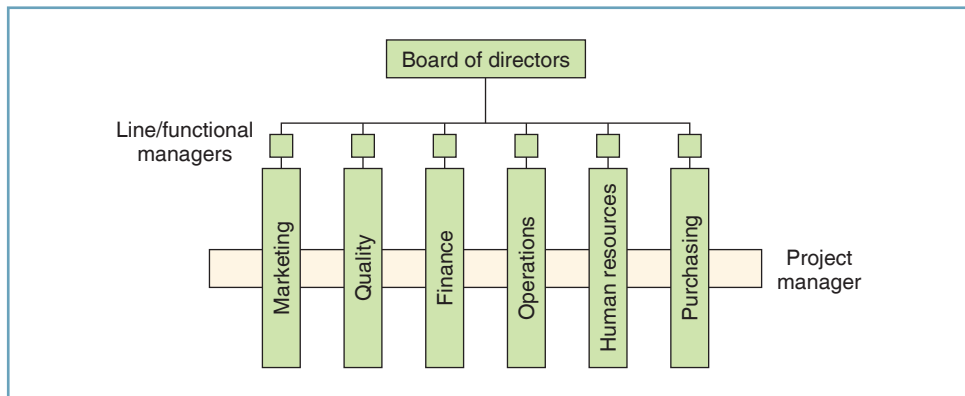 Board of directors
Line/functional
managers
Marketing
Quality
Finance
Operations
Human resources
Purchasing
Project
manager